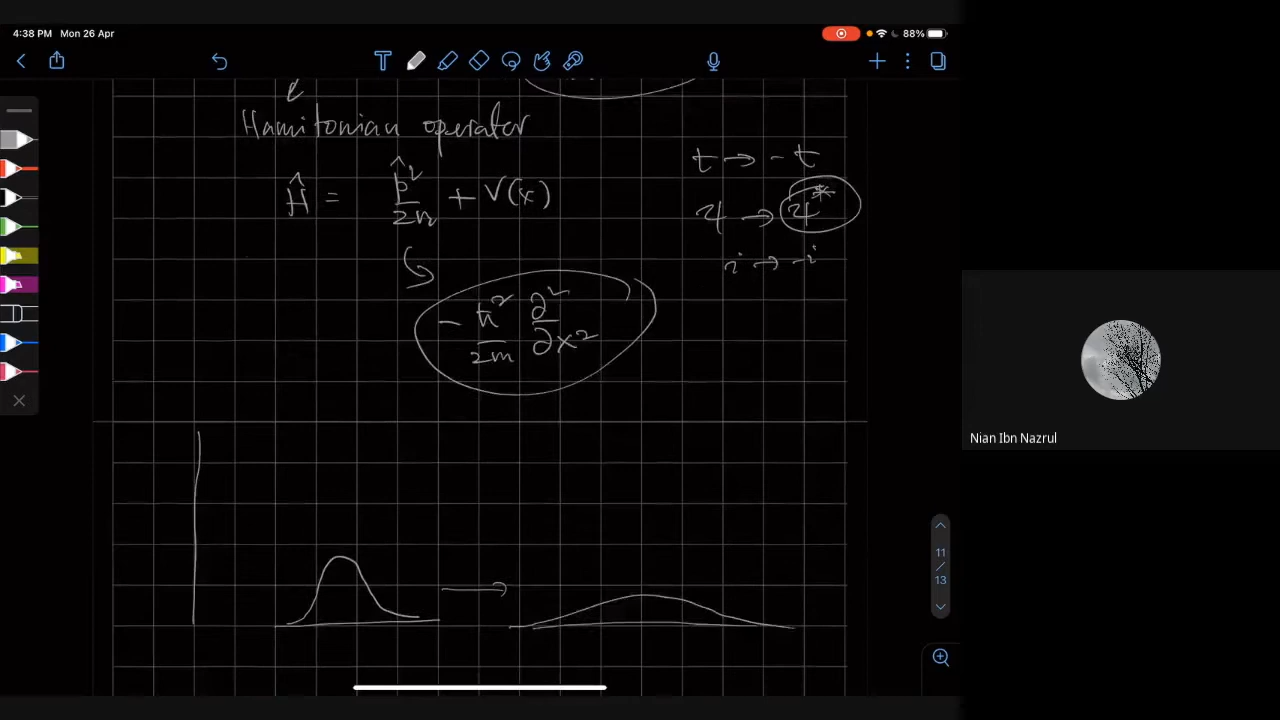 4:38 PM Mon 26 Apr
88%
T
Hamitonian operator
Ĥ = p̂²/2m + V(x)
t → -t
ψ → ψ*
i → -i
- ħ²/2m ∂²/∂x²
Nian Ibn Nazrul
11
/
13